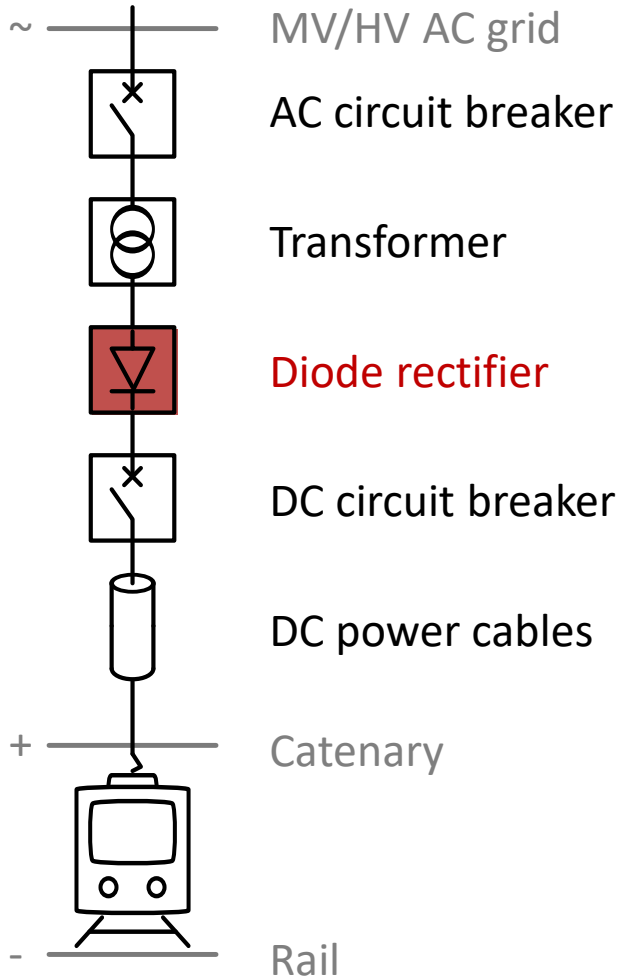 ~ MV/HV AC grid
AC circuit breaker
Transformer
Diode rectifier
DC circuit breaker
DC power cables
+ Catenary
- Rail